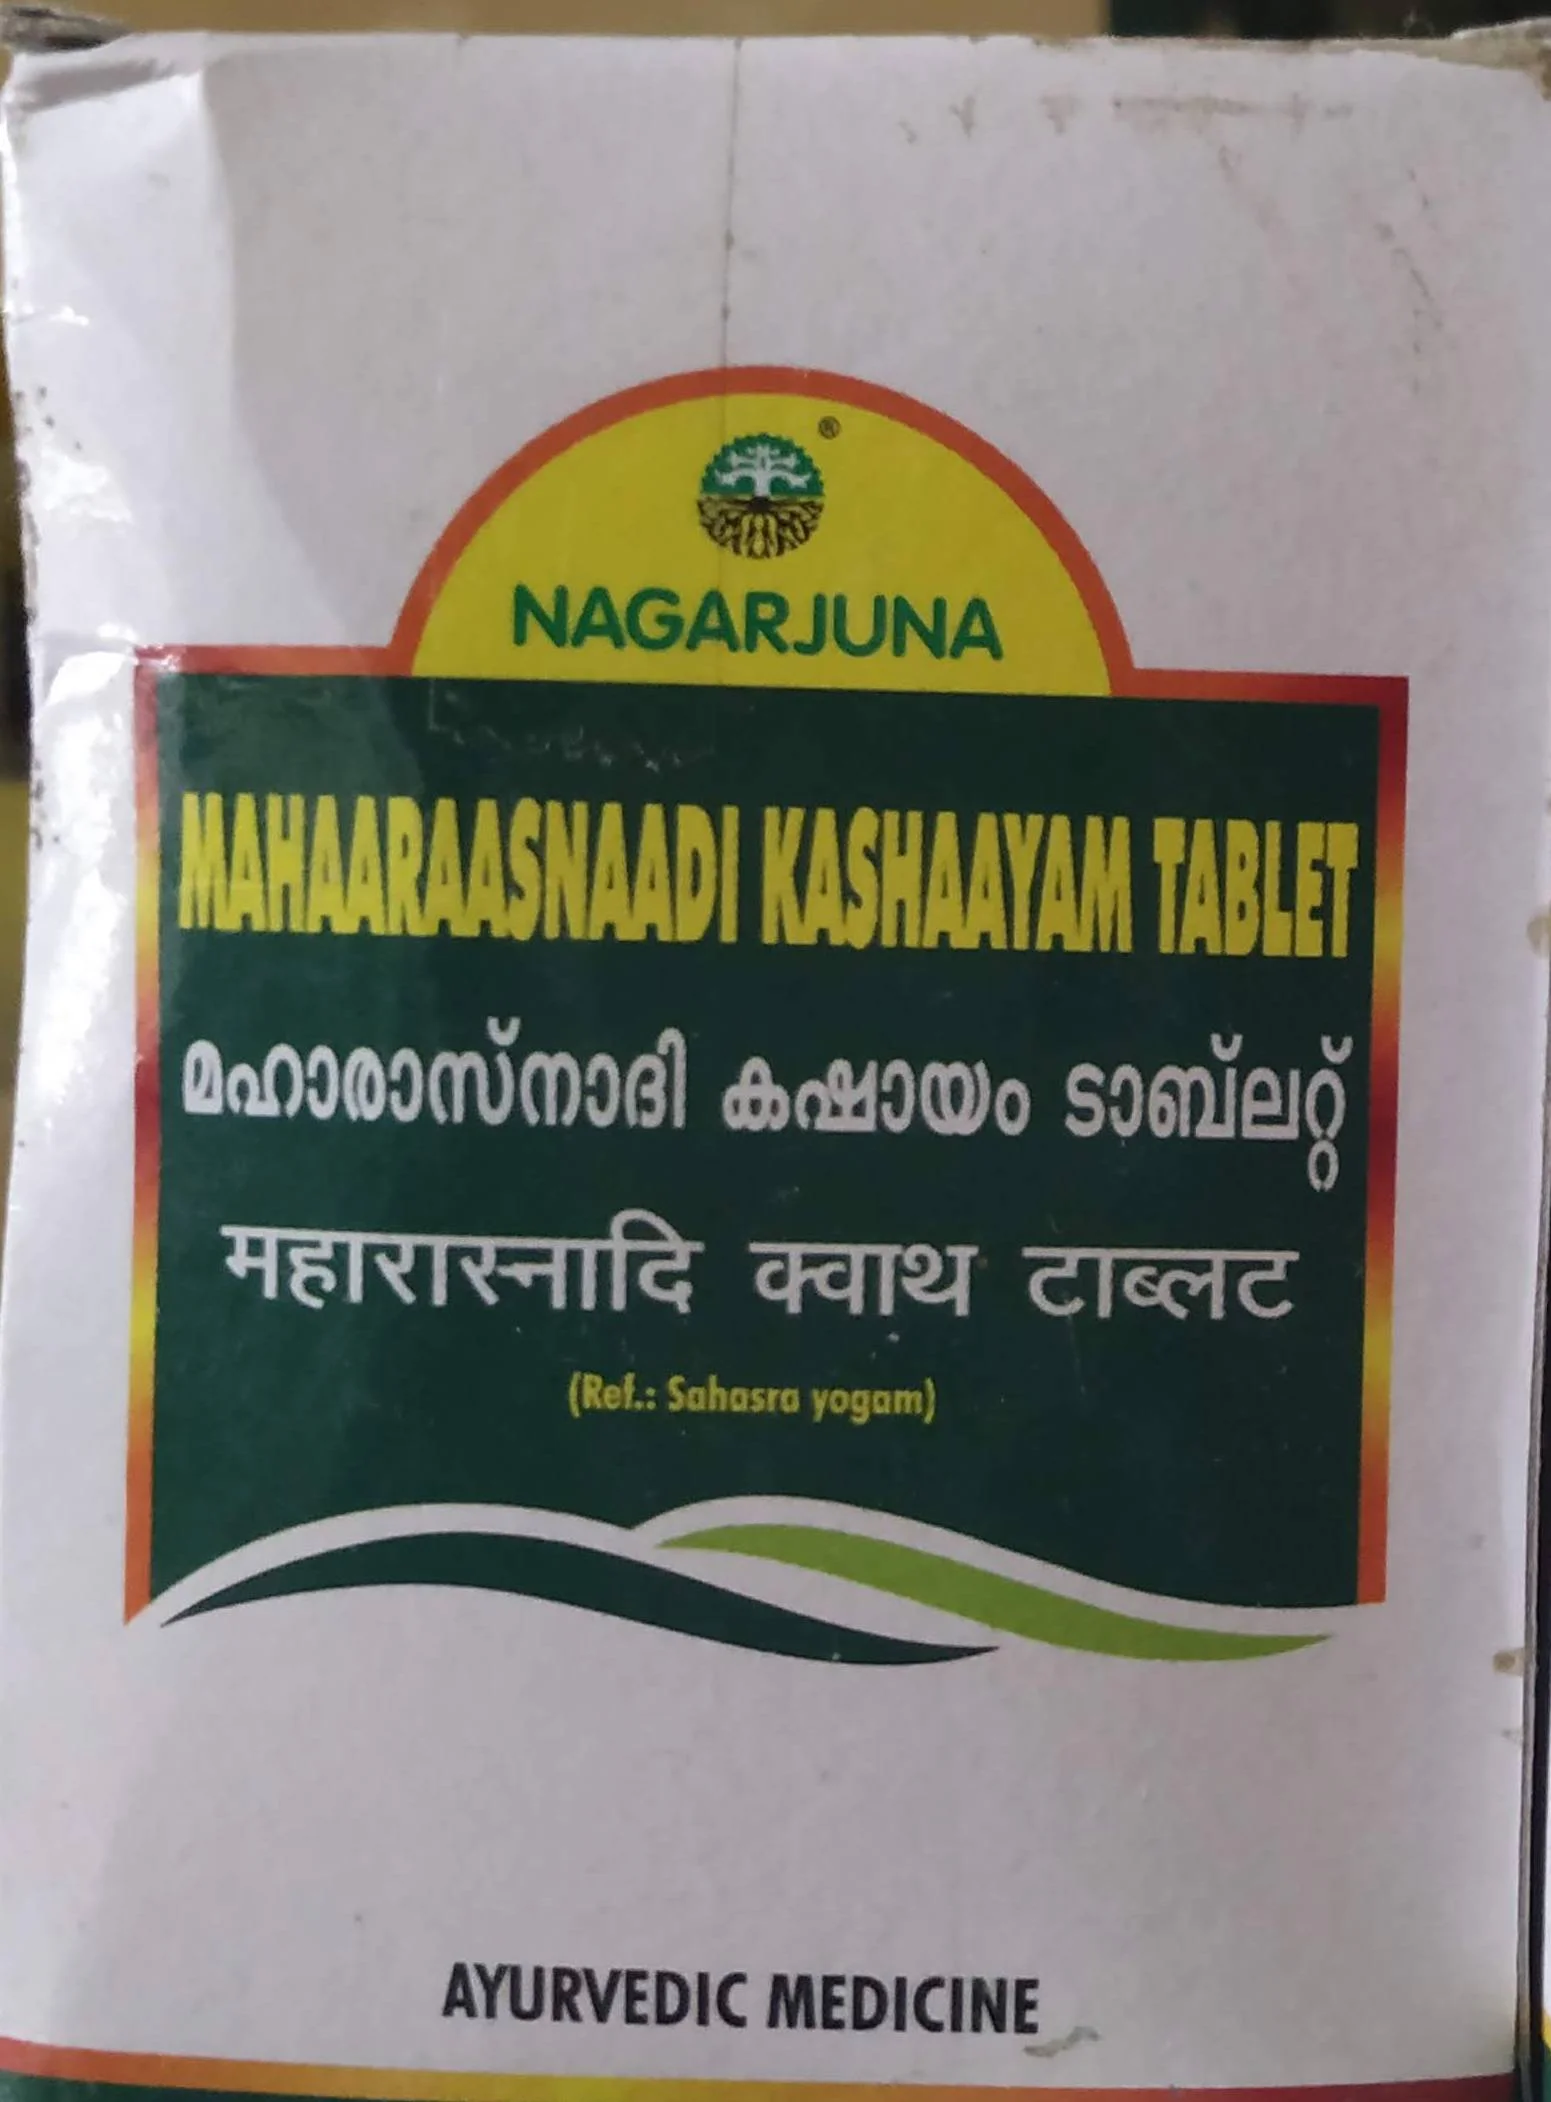 ®
NAGARJUNA
MAHAARAASNAADI KASHAAYAM TABLET
മഹാരാസ്നാദി കഷായം ടാബ്ലറ്റ്
महारास्नादि क्वाथ टाब्लट
(Ref.: Sahasra yogam)
AYURVEDIC MEDICINE